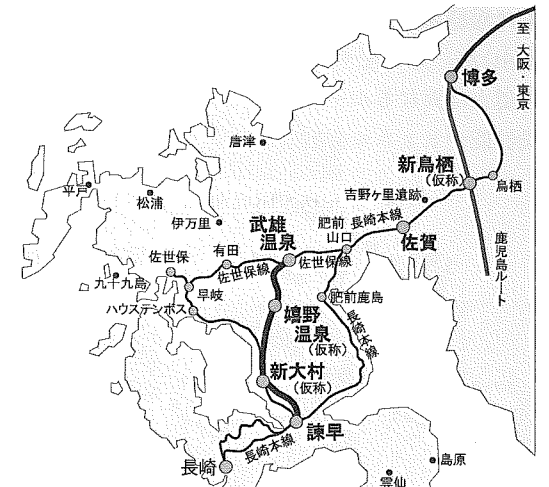 至 大阪・東京
博多
唐津
新鳥栖
(仮称)
鳥栖
平戸
松浦
吉野ヶ里遺跡
伊万里
武雄
温泉
肥前
山口
長崎本線
佐賀
鹿児島ルート
佐世保
有田
佐世保線
佐世保線
九十九島
早岐
ハウステンボス
肥前鹿島
嬉野
温泉
(仮称)
長崎本線
新大村
(仮称)
諫早
長崎本線
長崎
島原
雲仙